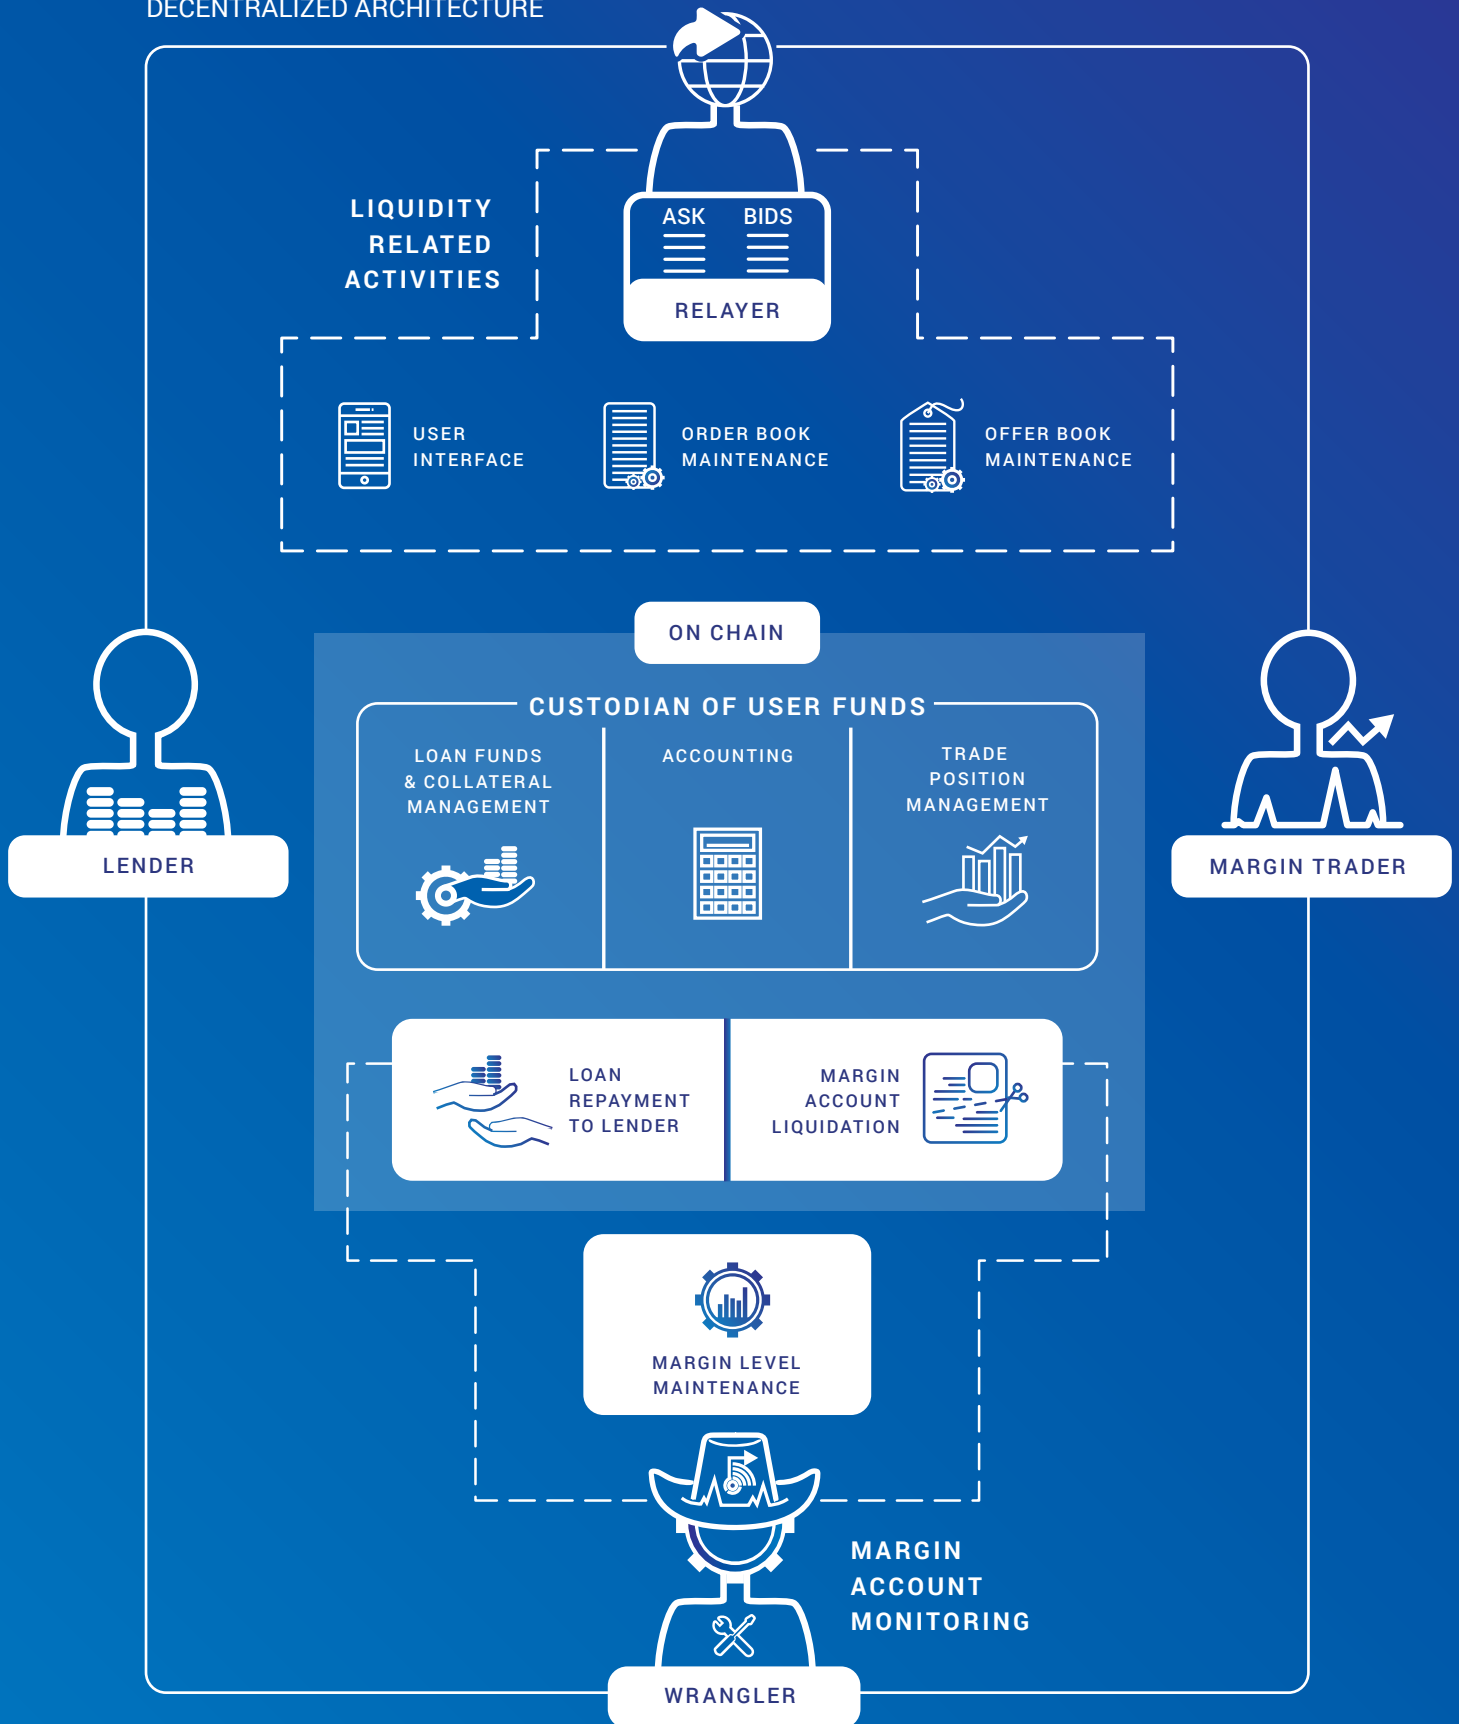 DECENTRALIZED ARCHITECTURE
LIQUIDITY
RELATED
ACTIVITIES
ASK BIDS
RELAYER
USER
INTERFACE
ORDER BOOK
MAINTENANCE
OFFER BOOK
MAINTENANCE
ON CHAIN
CUSTODIAN OF USER FUNDS
LOAN FUNDS
& COLLATERAL
MANAGEMENT
ACCOUNTING
TRADE
POSITION
MANAGEMENT
LENDER
MARGIN TRADER
LOAN
REPAYMENT
TO LENDER
MARGIN
ACCOUNT
LIQUIDATION
MARGIN LEVEL
MAINTENANCE
MARGIN
ACCOUNT
MONITORING
WRANGLER